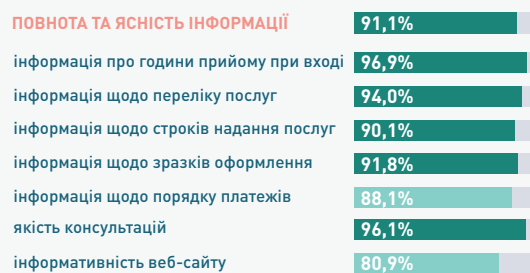 ПОВНОТА ТА ЯСНІСТЬ ІНФОРМАЦІЇ 91,1%
інформація про години прийому при вході 96,9%
інформація щодо переліку послуг 94,0%
інформація щодо строків надання послуг 90,1%
інформація щодо зразків оформлення 91,8%
інформація щодо порядку платежів 88,1%
якість консультацій 96,1%
інформативність веб-сайту 80,9%